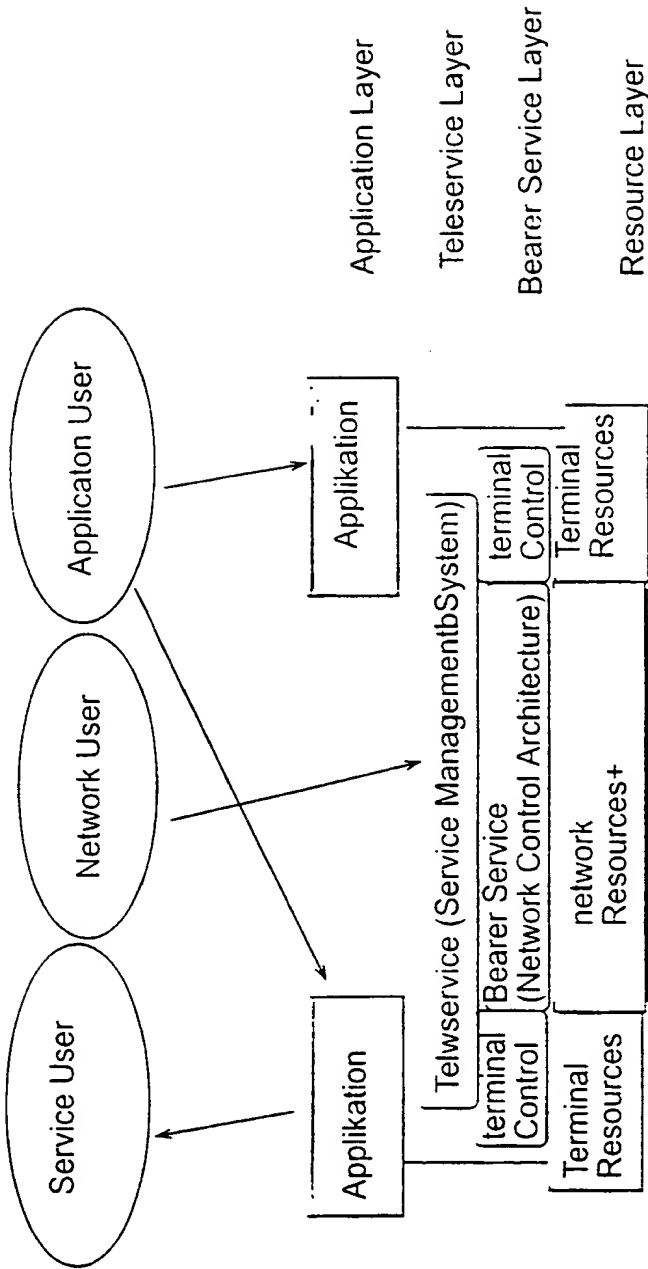 Service User
Network User
Applicaton User
Applikation
Applikation
Application Layer
Telwservice (Service ManagementbSystem)
Teleservice Layer
terminal
Control
Bearer Service
(Network Control Architecture)
terminal
Control
Bearer Service Layer
Terminal
Resources
network
Resources+
Terminal
Resources
Resource Layer